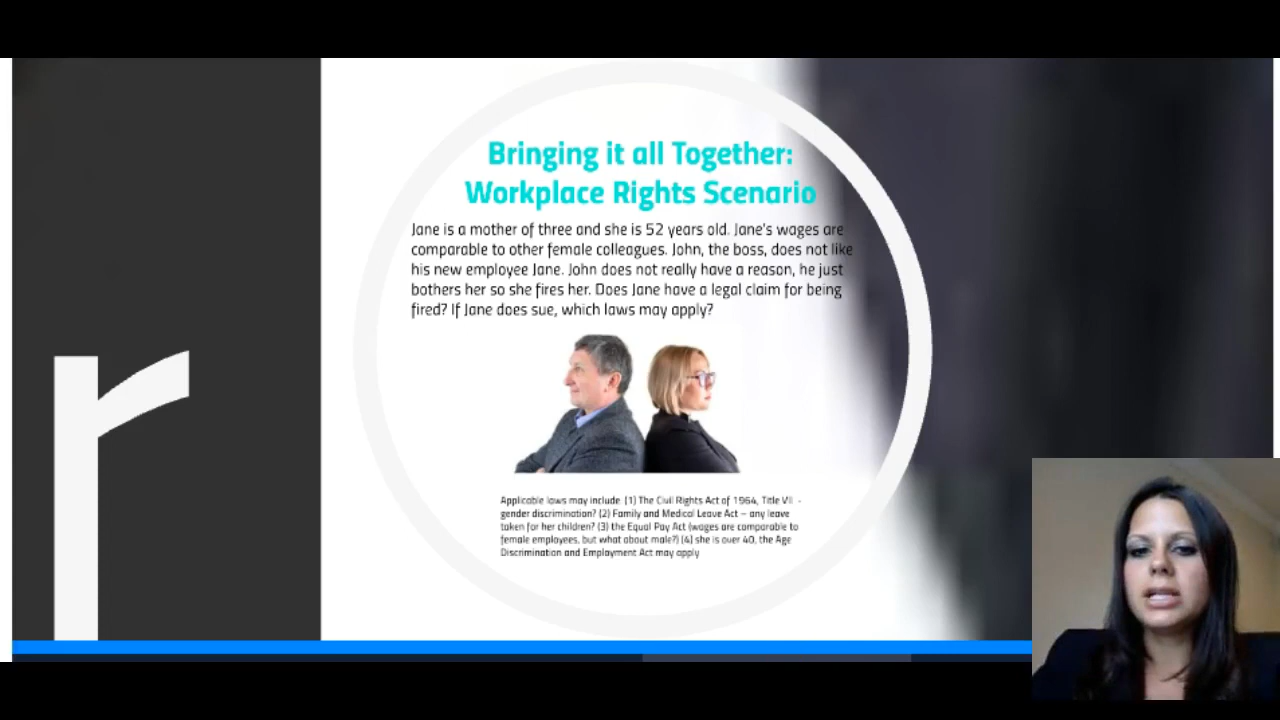 Bringing it all Together:
Workplace Rights Scenario
Jane is a mother of three and she is 52 years old. Jane's wages are
comparable to other female colleagues. John, the boss, does not like
his new employee Jane. John does not really have a reason, he just
bothers her so she fires her. Does Jane have a legal claim for being
fired? If Jane does sue, which laws may apply?
r
Applicable laws may include (1) The Civil Rights Act of 1964, Title VII -
gender discrimination? (2) Family and Medical Leave Act – any leave
taken for her children? (3) the Equal Pay Act (wages are comparable to
female employees, but what about male?) (4) she is over 40, the Age
Discrimination and Employment Act may apply